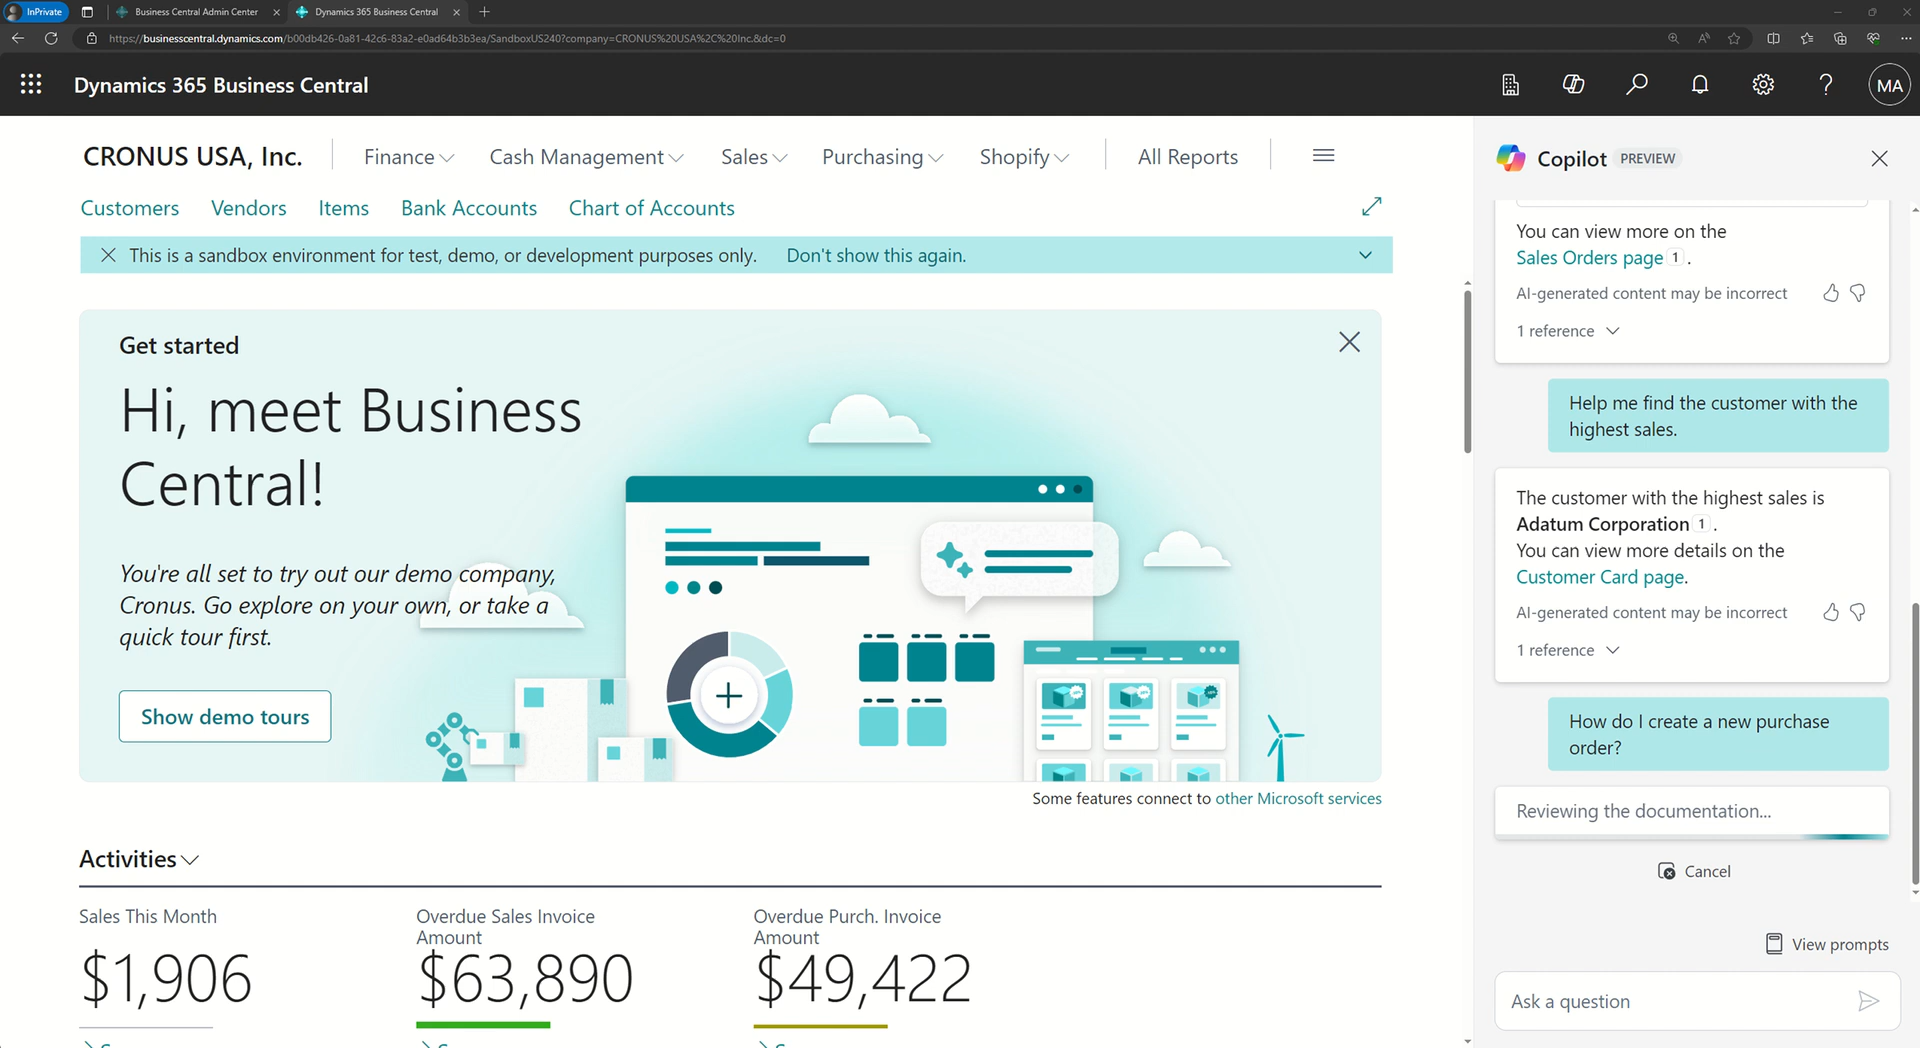 InPrivate
Business Central Admin Center
Dynamics 365 Business Central
https://businesscentral.dynamics.com/b00db426-0a81-42c6-83a2-e0ad64b3b3ea/SandboxUS240?company=CRONUS%20USA%2C%20Inc.&dc=0
Dynamics 365 Business Central
MA
CRONUS USA, Inc.
Finance
Cash Management
Sales
Purchasing
Shopify
All Reports
Customers
Vendors
Items
Bank Accounts
Chart of Accounts
This is a sandbox environment for test, demo, or development purposes only.
Don't show this again.
Get started
Hi, meet Business
Central!
You're all set to try out our demo company,
Cronus. Go explore on your own, or take a
quick tour first.
Show demo tours
Some features connect to other Microsoft services
Activities
Sales This Month
$1,906
Overdue Sales Invoice
Amount
$63,890
Overdue Purch. Invoice
Amount
$49,422
Copilot PREVIEW
You can view more on the
Sales Orders page 1 .
AI-generated content may be incorrect
1 reference
Help me find the customer with the
highest sales.
The customer with the highest sales is
Adatum Corporation 1 .
You can view more details on the
Customer Card page.
AI-generated content may be incorrect
1 reference
How do I create a new purchase
order?
Reviewing the documentation...
Cancel
View prompts
Ask a question